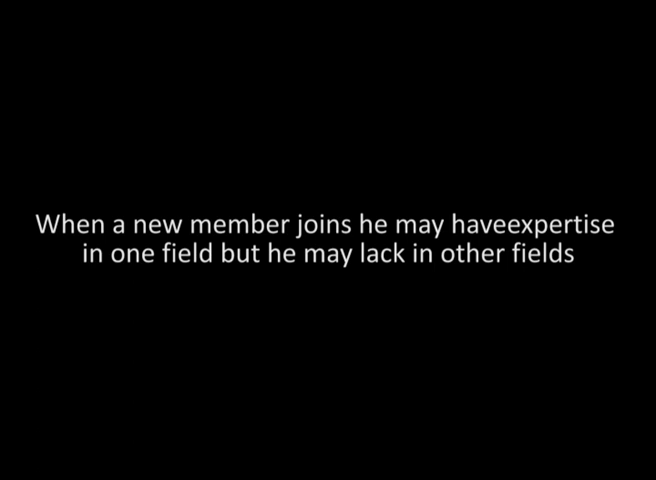 When a new member joins he may haveexpertise
in one field but he may lack in other fields